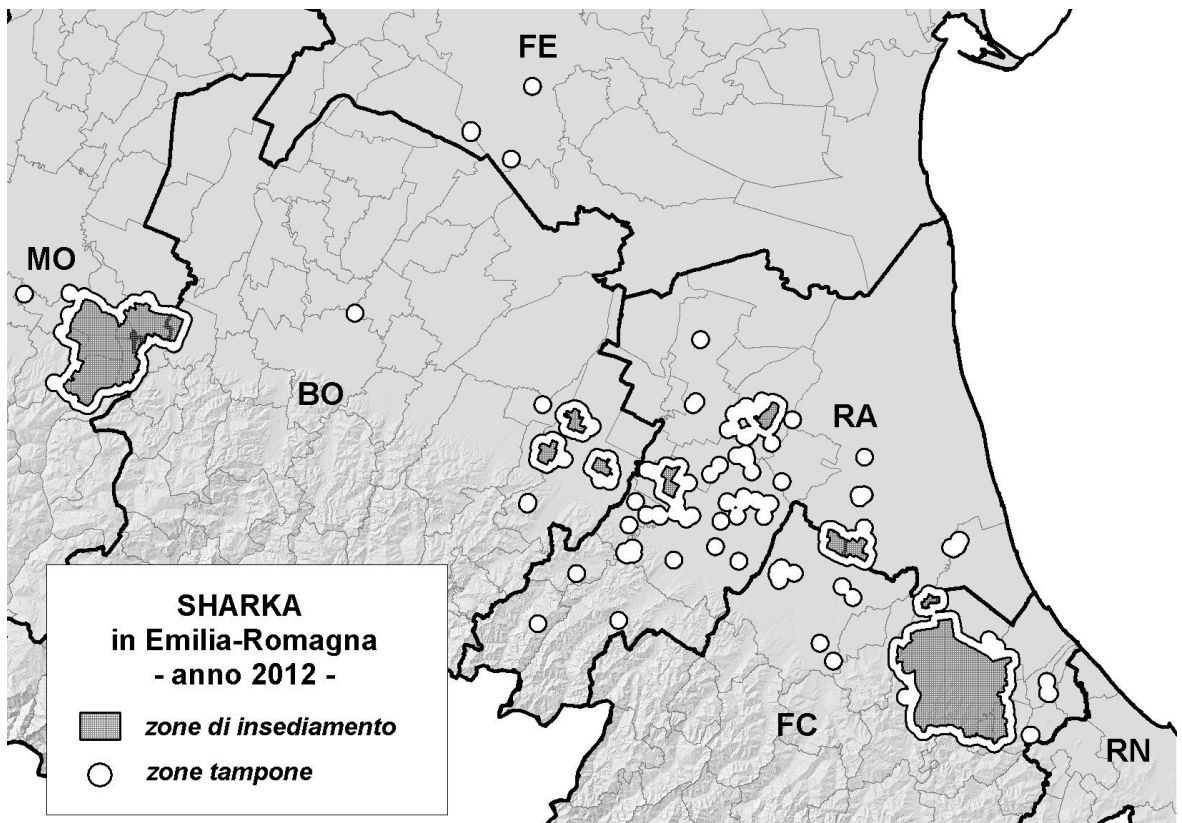 FE
MO
BO
RA
SHARKA
in Emilia-Romagna
- anno 2012 -
zone di insediamento
zone tampone
FC
RN